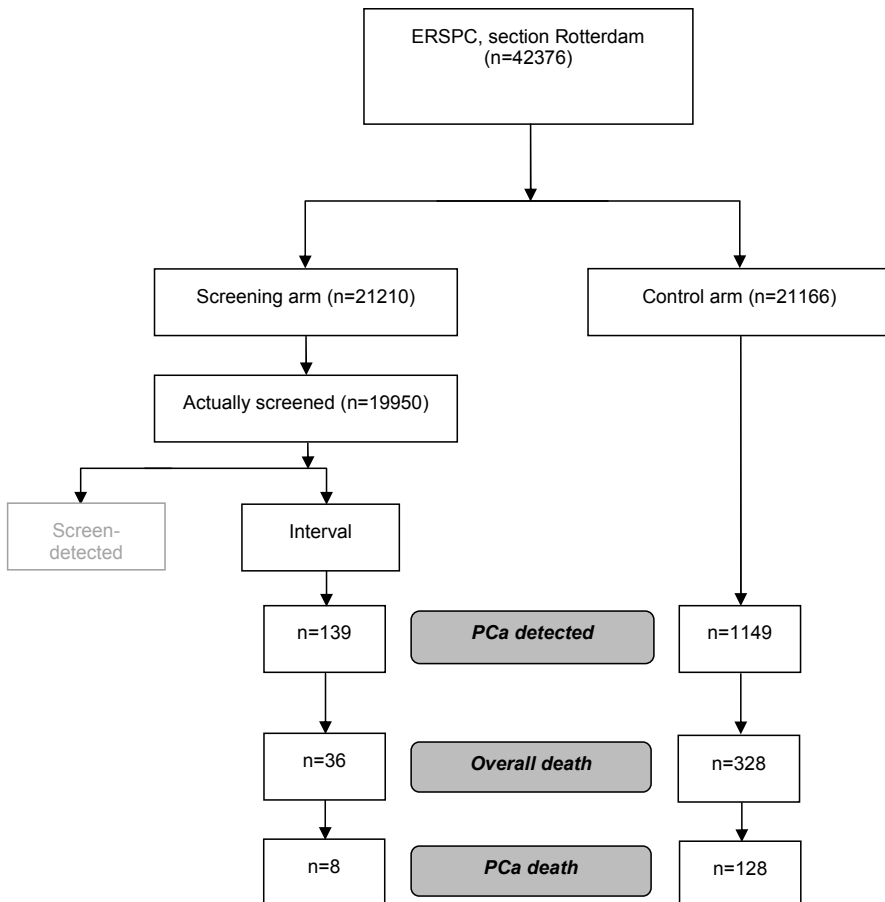 ERSPC, section Rotterdam
(n=42376)
Screening arm (n=21210)
Control arm (n=21166)
Actually screened (n=19950)
Screen-
detected
Interval
n=139
PCa detected
n=1149
n=36
Overall death
n=328
n=8
PCa death
n=128